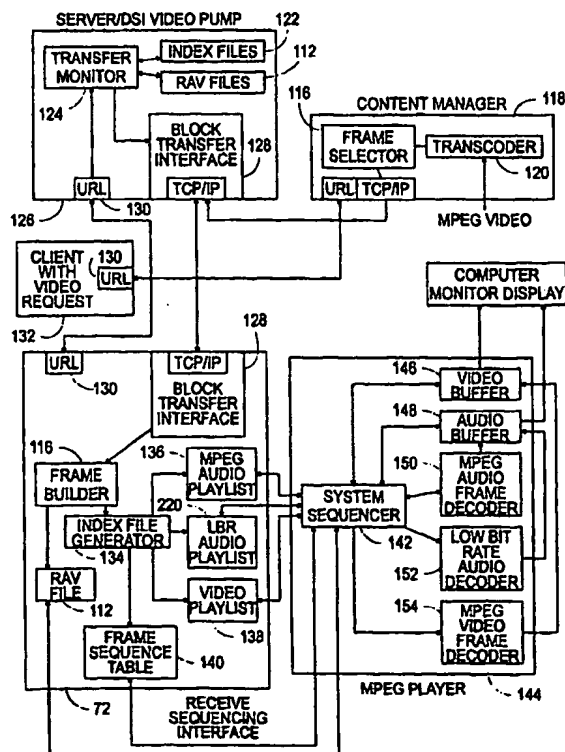 SERVER/DSI VIDEO PUMP
122
INDEX FILES
112
RAV FILES
TRANSFER
MONITOR
124
BLOCK
TRANSFER
INTERFACE
128
URL
TCP/IP
126
130
CONTENT MANAGER
116
118
FRAME
SELECTOR
TRANSCODER
120
URL
TCP/IP
MPEG VIDEO
CLIENT
WITH
VIDEO
REQUEST
130
URL
132
COMPUTER
MONITOR DISPLAY
URL
130
TCP/IP
BLOCK
TRANSFER
INTERFACE
128
116
FRAME
BUILDER
136
MPEG
AUDIO
PLAYLIST
INDEX FILE
GENERATOR
134
220
LBR
AUDIO
PLAYLIST
RAV
FILE
112
VIDEO
PLAYLIST
138
FRAME
SEQUENCE
TABLE
140
72
RECEIVE
SEQUENCING
INTERFACE
SYSTEM
SEQUENCER
142
146
VIDEO
BUFFER
148
AUDIO
BUFFER
150
MPEG
AUDIO FRAME
DECODER
LOW BIT
RATE AUDIO
DECODER
152
154
MPEG
VIDEO FRAME
DECODER
MPEG PLAYER
144